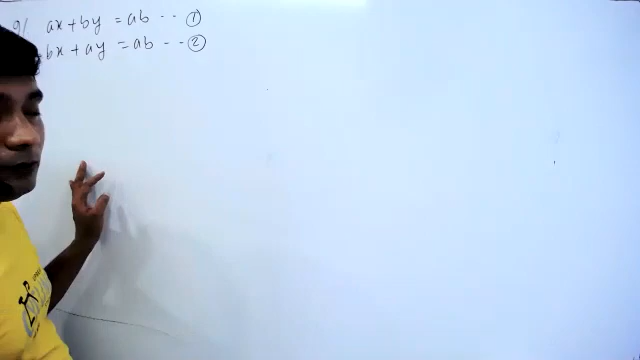 9/ ax + by = ab -- ①
bx + ay = ab -- ②